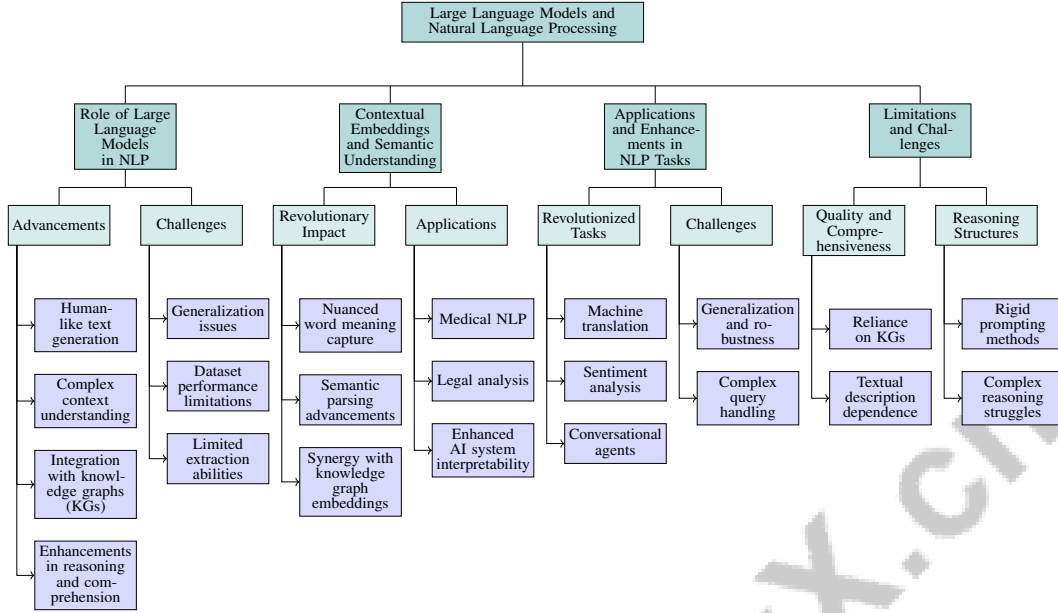 Large Language Models and
Natural Language Processing
Role of Large
Language
Models
in NLP
Contextual
Embeddings
and Semantic
Understanding
Applications
and Enhance-
ments in
NLP Tasks
Limitations
and Chal-
lenges
Advancements
Challenges
Revolutionary
Impact
Applications
Revolutionized
Tasks
Challenges
Quality and
Compre-
hensiveness
Reasoning
Structures
Human-
like text
generation
Complex
context
understanding
Integration
with knowl-
edge graphs
(KGs)
Enhancements
in reasoning
and com-
prehension
Generalization
issues
Dataset
performance
limitations
Limited
extraction
abilities
Nuanced
word meaning
capture
Semantic
parsing
advancements
Synergy with
knowledge
graph
embeddings
Medical NLP
Legal analysis
Enhanced
AI system
interpretability
Machine
translation
Sentiment
analysis
Conversational
agents
Generalization
and ro-
bustness
Complex
query
handling
Reliance
on KGs
Textual
description
dependence
Rigid
prompting
methods
Complex
reasoning
struggles